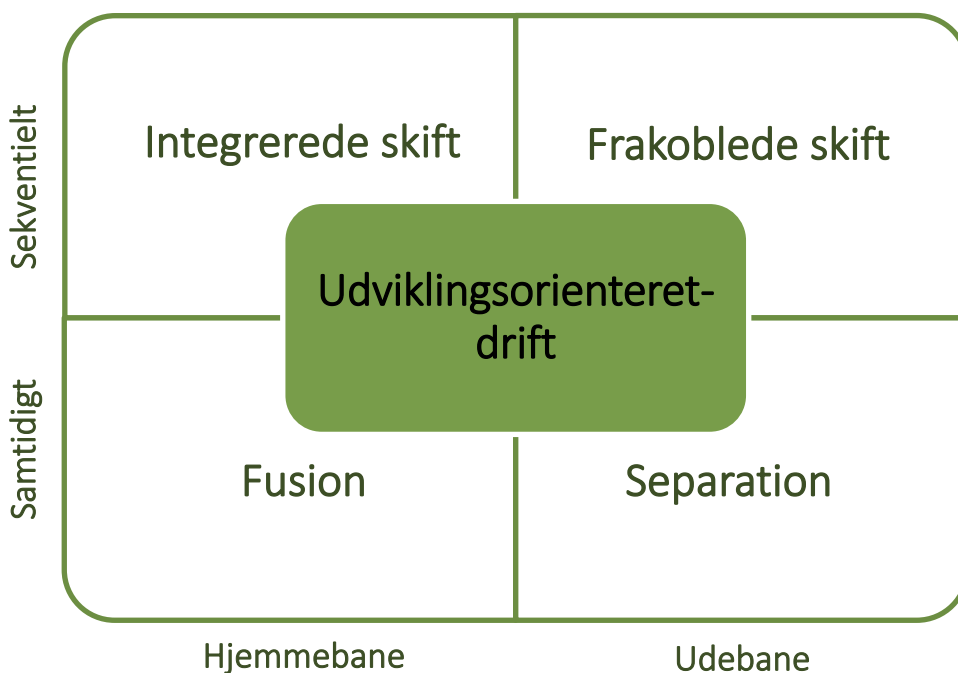 Sekventielt
Integrerede skift
Frakoblede skift
Udviklingsorienteret-
drift
Samtidigt
Fusion
Separation
Hjemmebane
Udebane